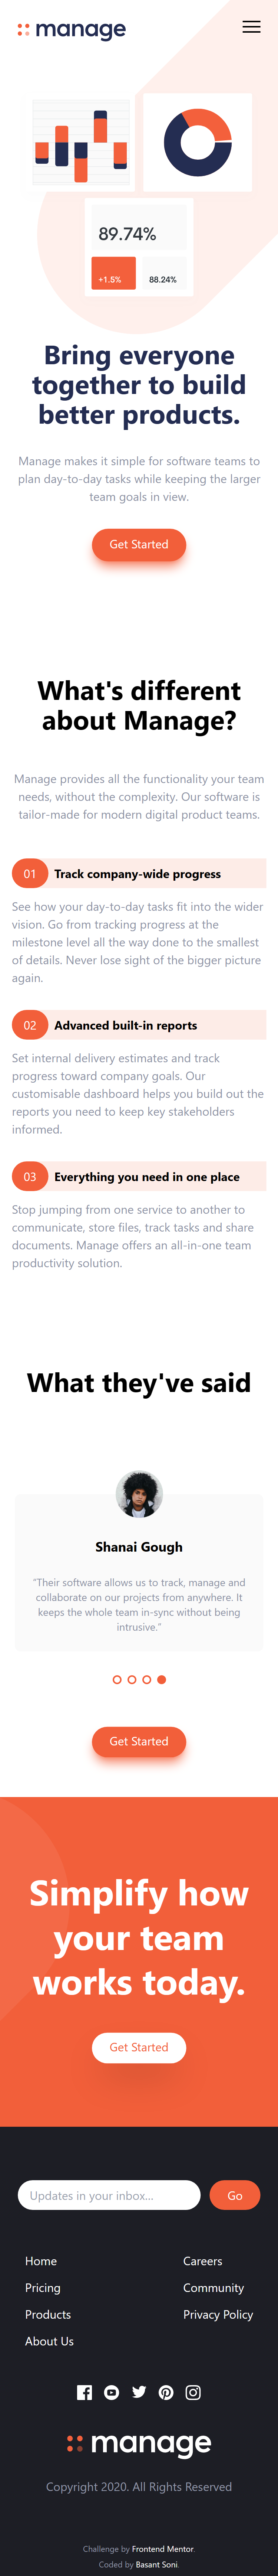 manage
89.74%
+1.5%
88.24%
Bring everyone
together to build
better products.
Manage makes it simple for software teams to
plan day-to-day tasks while keeping the larger
team goals in view.
Get Started
What's different
about Manage?
Manage provides all the functionality your team
needs, without the complexity. Our software is
tailor-made for modern digital product teams.
01 Track company-wide progress
See how your day-to-day tasks fit into the wider
vision. Go from tracking progress at the
milestone level all the way done to the smallest
of details. Never lose sight of the bigger picture
again.
02 Advanced built-in reports
Set internal delivery estimates and track
progress toward company goals. Our
customisable dashboard helps you build out the
reports you need to keep key stakeholders
informed.
03 Everything you need in one place
Stop jumping from one service to another to
communicate, store files, track tasks and share
documents. Manage offers an all-in-one team
productivity solution.
What they've said
Shanai Gough
“Their software allows us to track, manage and
collaborate on our projects from anywhere. It
keeps the whole team in-sync without being
intrusive.”
Get Started
Simplify how
your team
works today.
Get Started
Updates in your inbox...
Go
Home
Pricing
Products
About Us
Careers
Community
Privacy Policy
manage
Copyright 2020. All Rights Reserved
Challenge by Frontend Mentor.
Coded by Basant Soni.